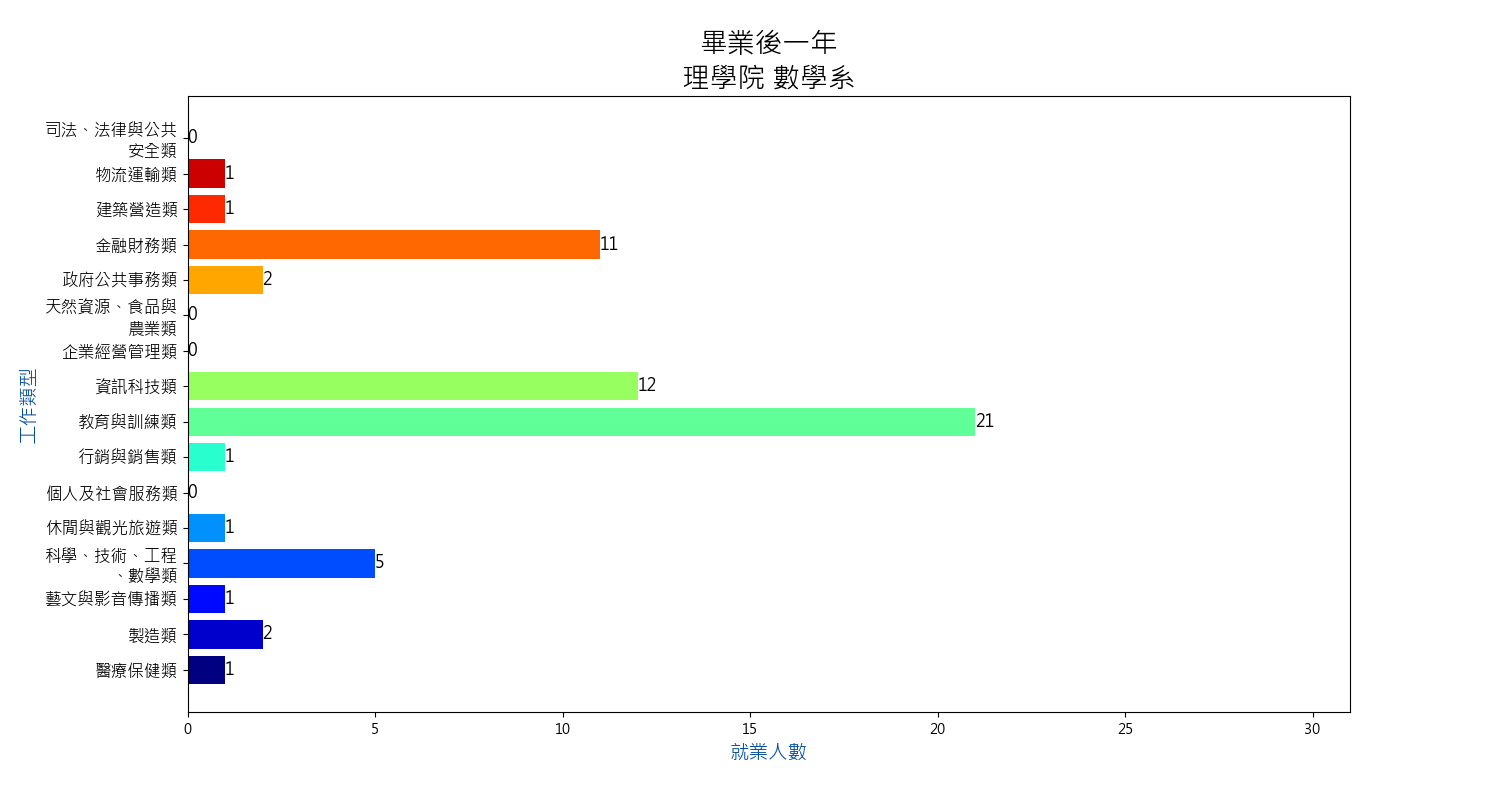 畢業後一年
理學院 數學系
司法、法律與公共
安全類
0
物流運輸類
1
建築營造類
1
金融財務類
11
政府公共事務類
2
天然資源、食品與
農業類
0
企業經營管理類
0
資訊科技類
12
教育與訓練類
21
行銷與銷售類
1
個人及社會服務類
0
休閒與觀光旅遊類
1
科學、技術、工程
、數學類
5
藝文與影音傳播類
1
製造類
2
醫療保健類
1
工作類型
0 5 10 15 20 25 30
就業人數